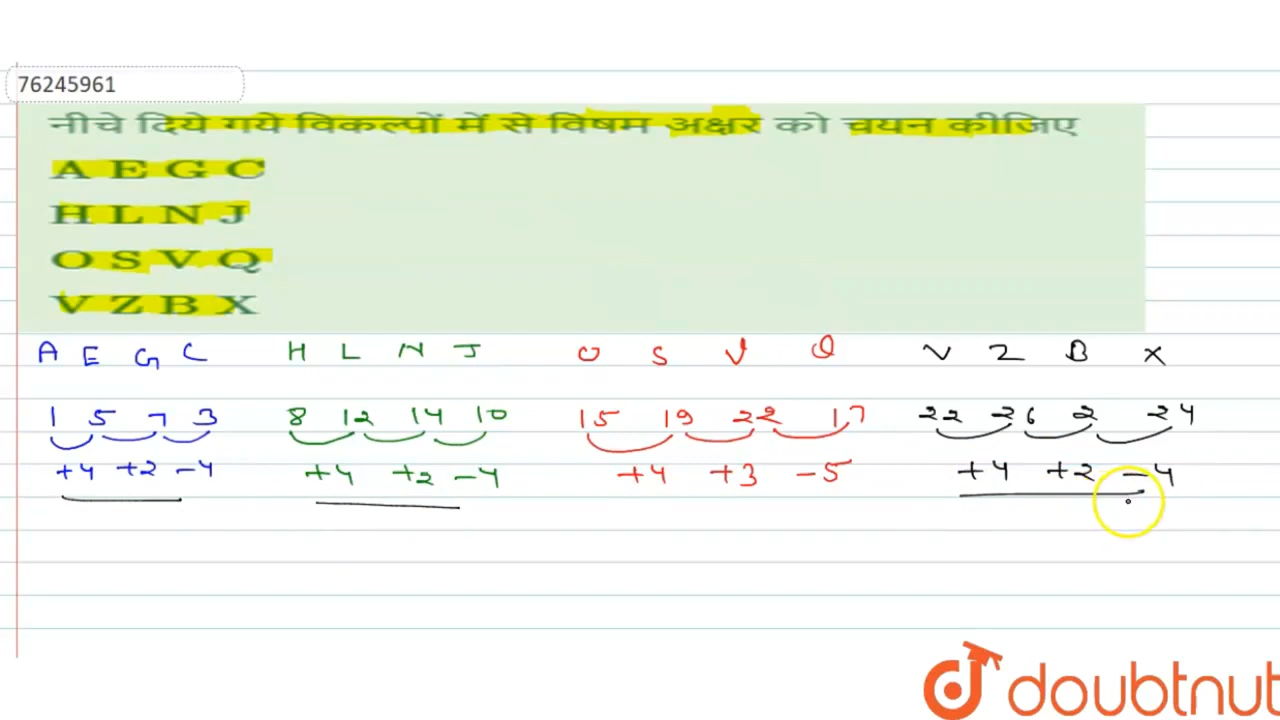 76245961
नीचे दिये गये विकल्पों में से विषम अक्षर को चयन कीजिए
A E G C
H L N J
O S V Q
V Z B X
A E G C H L N J O S V Q V Z B X
1 5 7 3 8 12 14 10 15 19 22 17 22 26 2 24
+4 +2 -4 +4 +2 -4 +4 +3 -5 +4 +2 -4
doubtnut